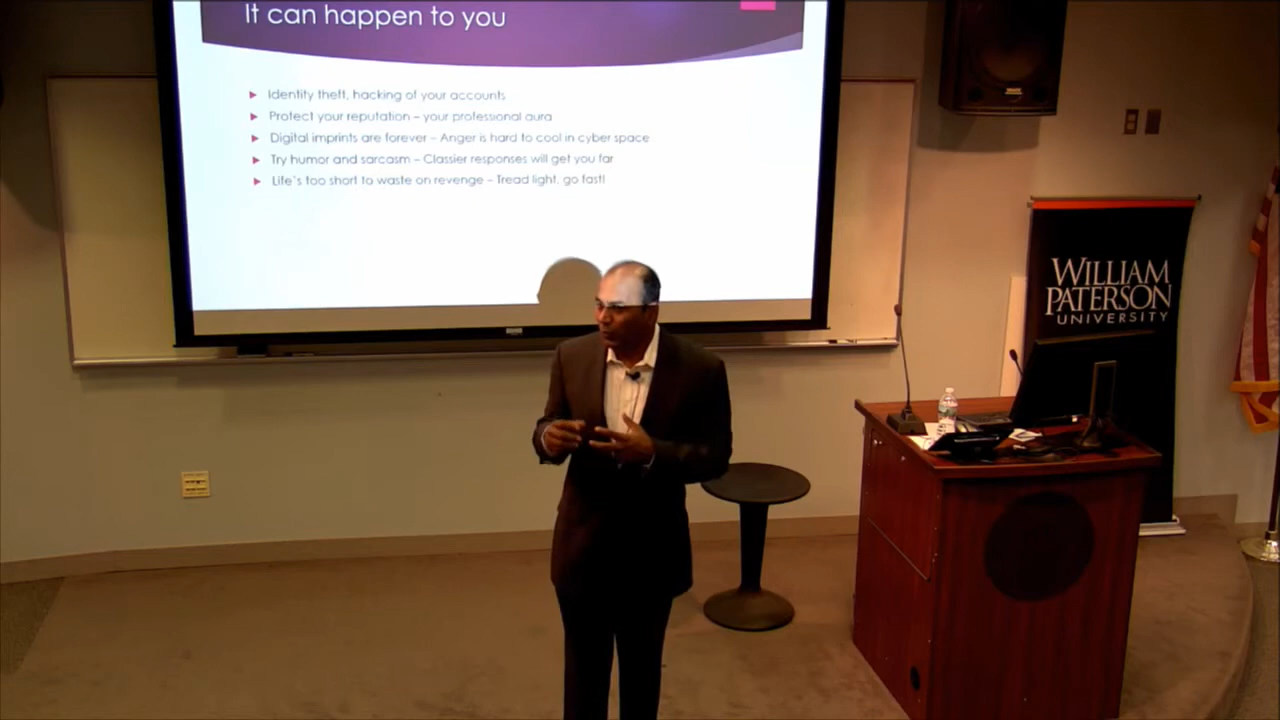 It can happen to you
Identity theft, hacking of your accounts
Protect your reputation – your professional aura
Digital imprints are forever – Anger is hard to cool in cyber space
Try humor and sarcasm – Classier responses will get you far
Life's too short to waste on revenge – Tread light, go fast!
WILLIAM
PATERSON
UNIVERSITY